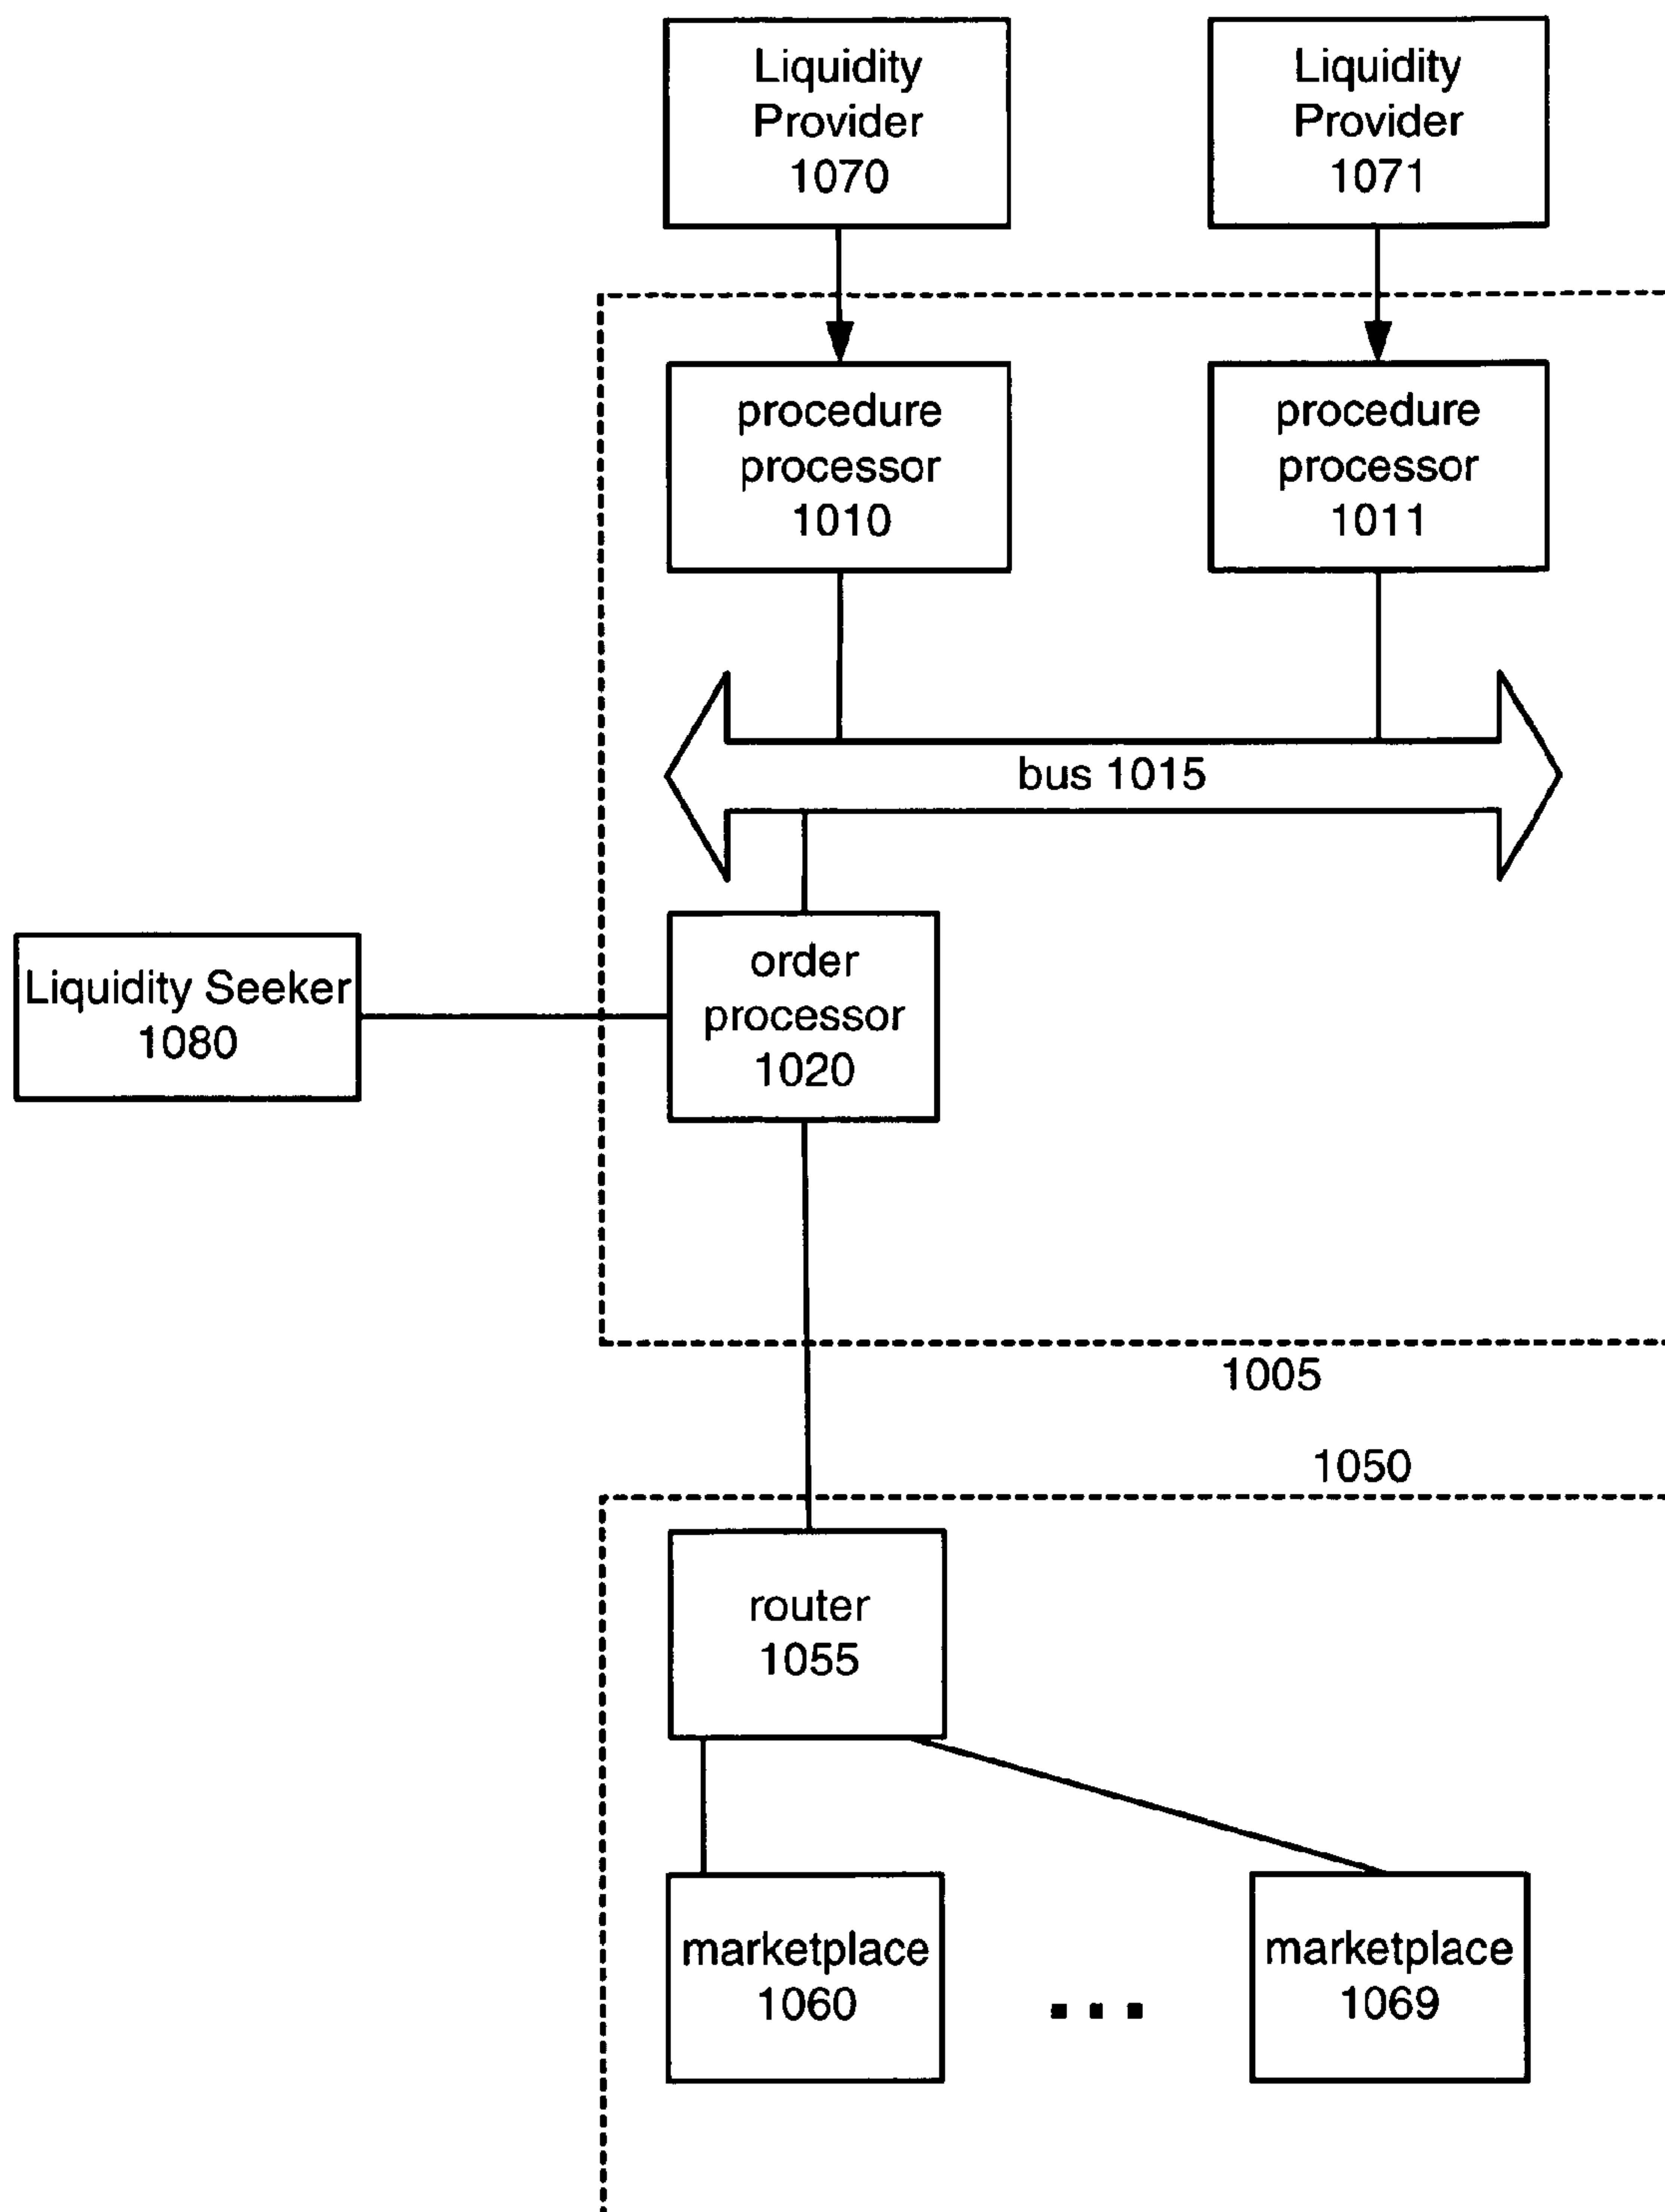 Liquidity
Provider
1070
Liquidity
Provider
1071
procedure
processor
1010
procedure
processor
1011
bus 1015
order
processor
1020
Liquidity Seeker
1080
1005
1050
router
1055
marketplace
1060
...
marketplace
1069